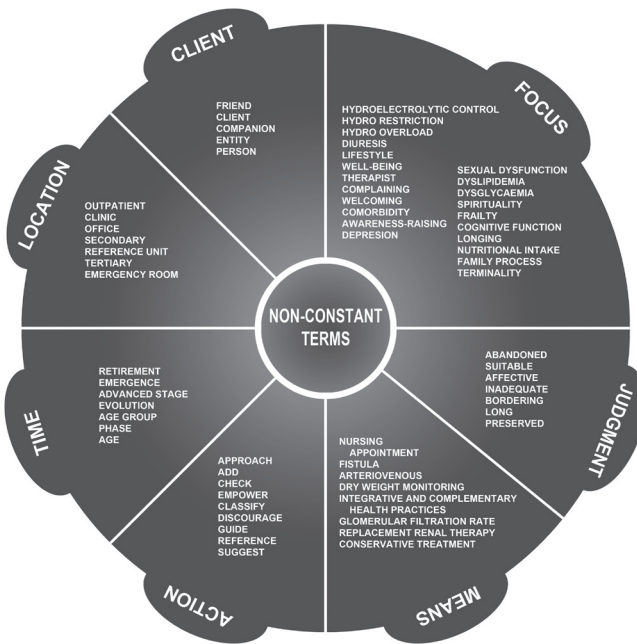 CLIENT
FRIEND
CLIENT
COMPANION
ENTITY
PERSON
FOCUS
HYDROELECTROLYTIC CONTROL
HYDRO RESTRICTION
HYDRO OVERLOAD
DIURESIS
LIFESTYLE
WELL-BEING
THERAPIST
COMPLAINING
WELCOMING
COMORBIDITY
AWARENESS-RAISING
DEPRESION
SEXUAL DYSFUNCTION
DYSLIPIDEMIA
DYSGLYCAEMIA
SPIRITUALITY
FRAILTY
COGNITIVE FUNCTION
LONGING
NUTRITIONAL INTAKE
FAMILY PROCESS
TERMINALITY
LOCATION
OUTPATIENT
CLINIC
OFFICE
SECONDARY
REFERENCE UNIT
TERTIARY
EMERGENCY ROOM
NON-CONSTANT
TERMS
JUDGMENT
ABANDONED
SUITABLE
AFFECTIVE
INADEQUATE
BORDERING
LONG
PRESERVED
TIME
RETIREMENT
EMERGENCE
ADVANCED STAGE
EVOLUTION
AGE GROUP
PHASE
AGE
ACTION
APPROACH
ADD
CHECK
EMPOWER
CLASSIFY
DISCOURAGE
GUIDE
REFERENCE
SUGGEST
MEANS
NURSING
APPOINTMENT
FISTULA
ARTERIOVENOUS
DRY WEIGHT MONITORING
INTEGRATIVE AND COMPLEMENTARY
HEALTH PRACTICES
GLOMERULAR FILTRATION RATE
REPLACEMENT RENAL THERAPY
CONSERVATIVE TREATMENT